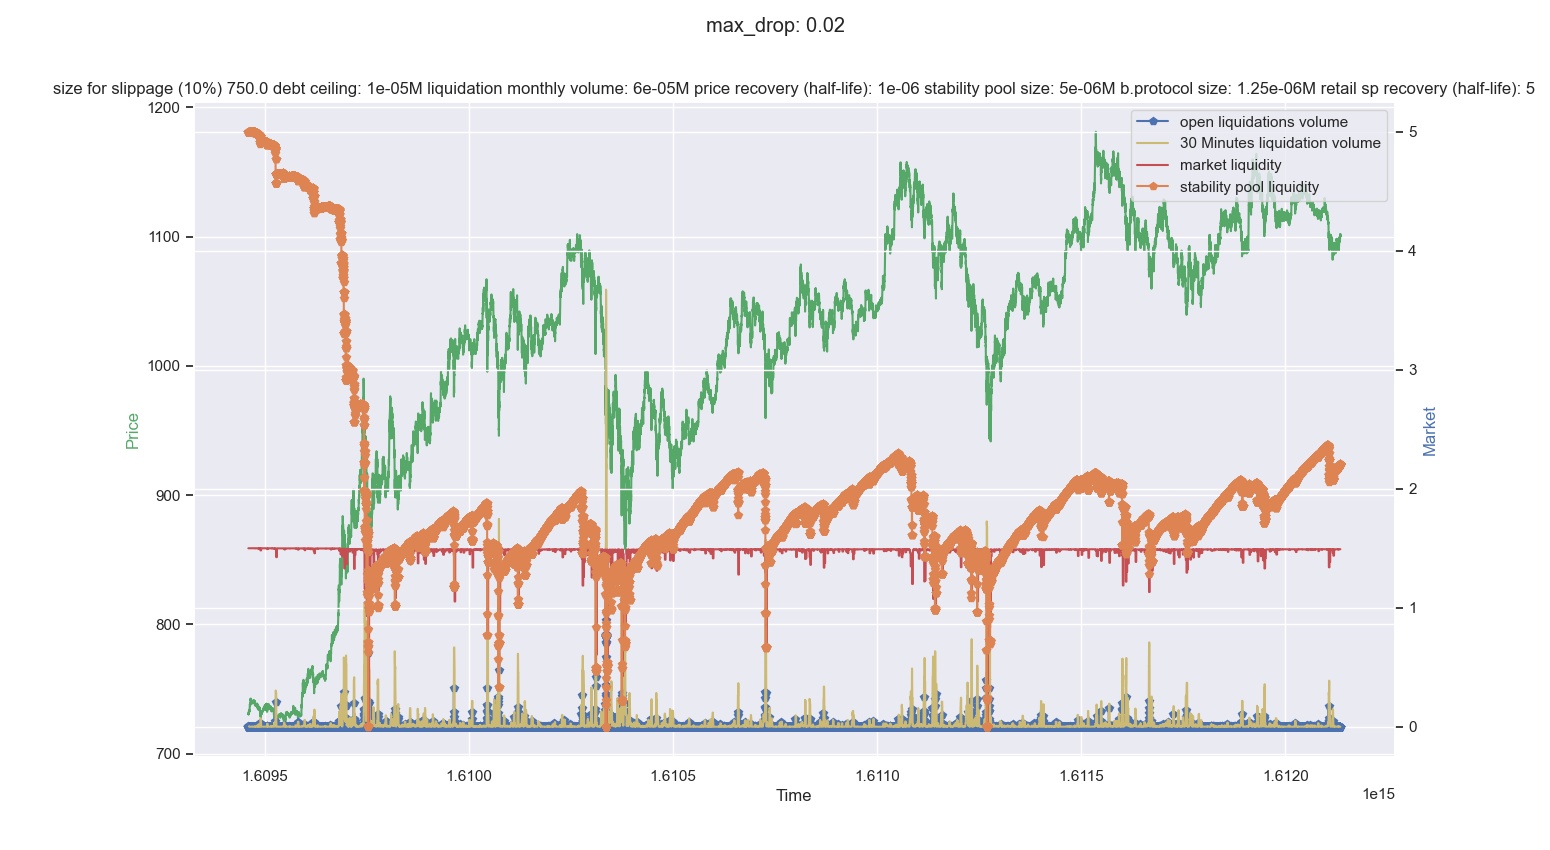 max_drop: 0.02
size for slippage (10%) 750.0 debt ceiling: 1e-05M liquidation monthly volume: 6e-05M price recovery (half-life): 1e-06 stability pool size: 5e-06M b.protocol size: 1.25e-06M retail sp recovery (half-life): 5
1200
1100
1000
900
800
700
Price
open liquidations volume
30 Minutes liquidation volume
market liquidity
stability pool liquidity
5
4
3
2
1
0
Market
1.6095 1.6100 1.6105 1.6110 1.6115 1.6120
Time
1e15